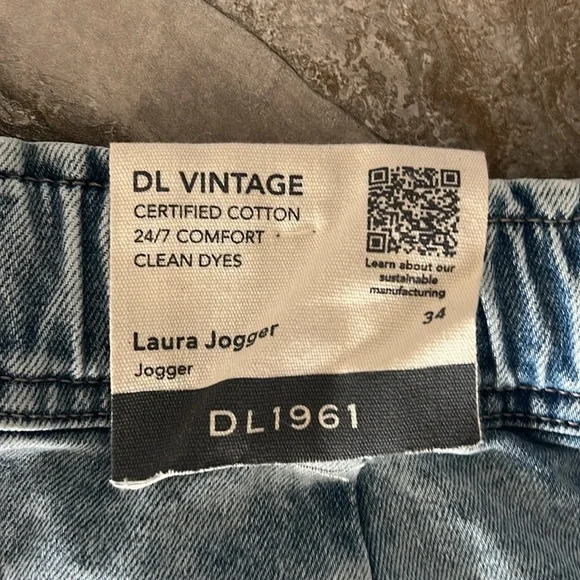 DL VINTAGE
CERTIFIED COTTON
24/7 COMFORT
CLEAN DYES
Learn about our
sustainable
manufacturing
34
Laura Jogger
Jogger
DL1961